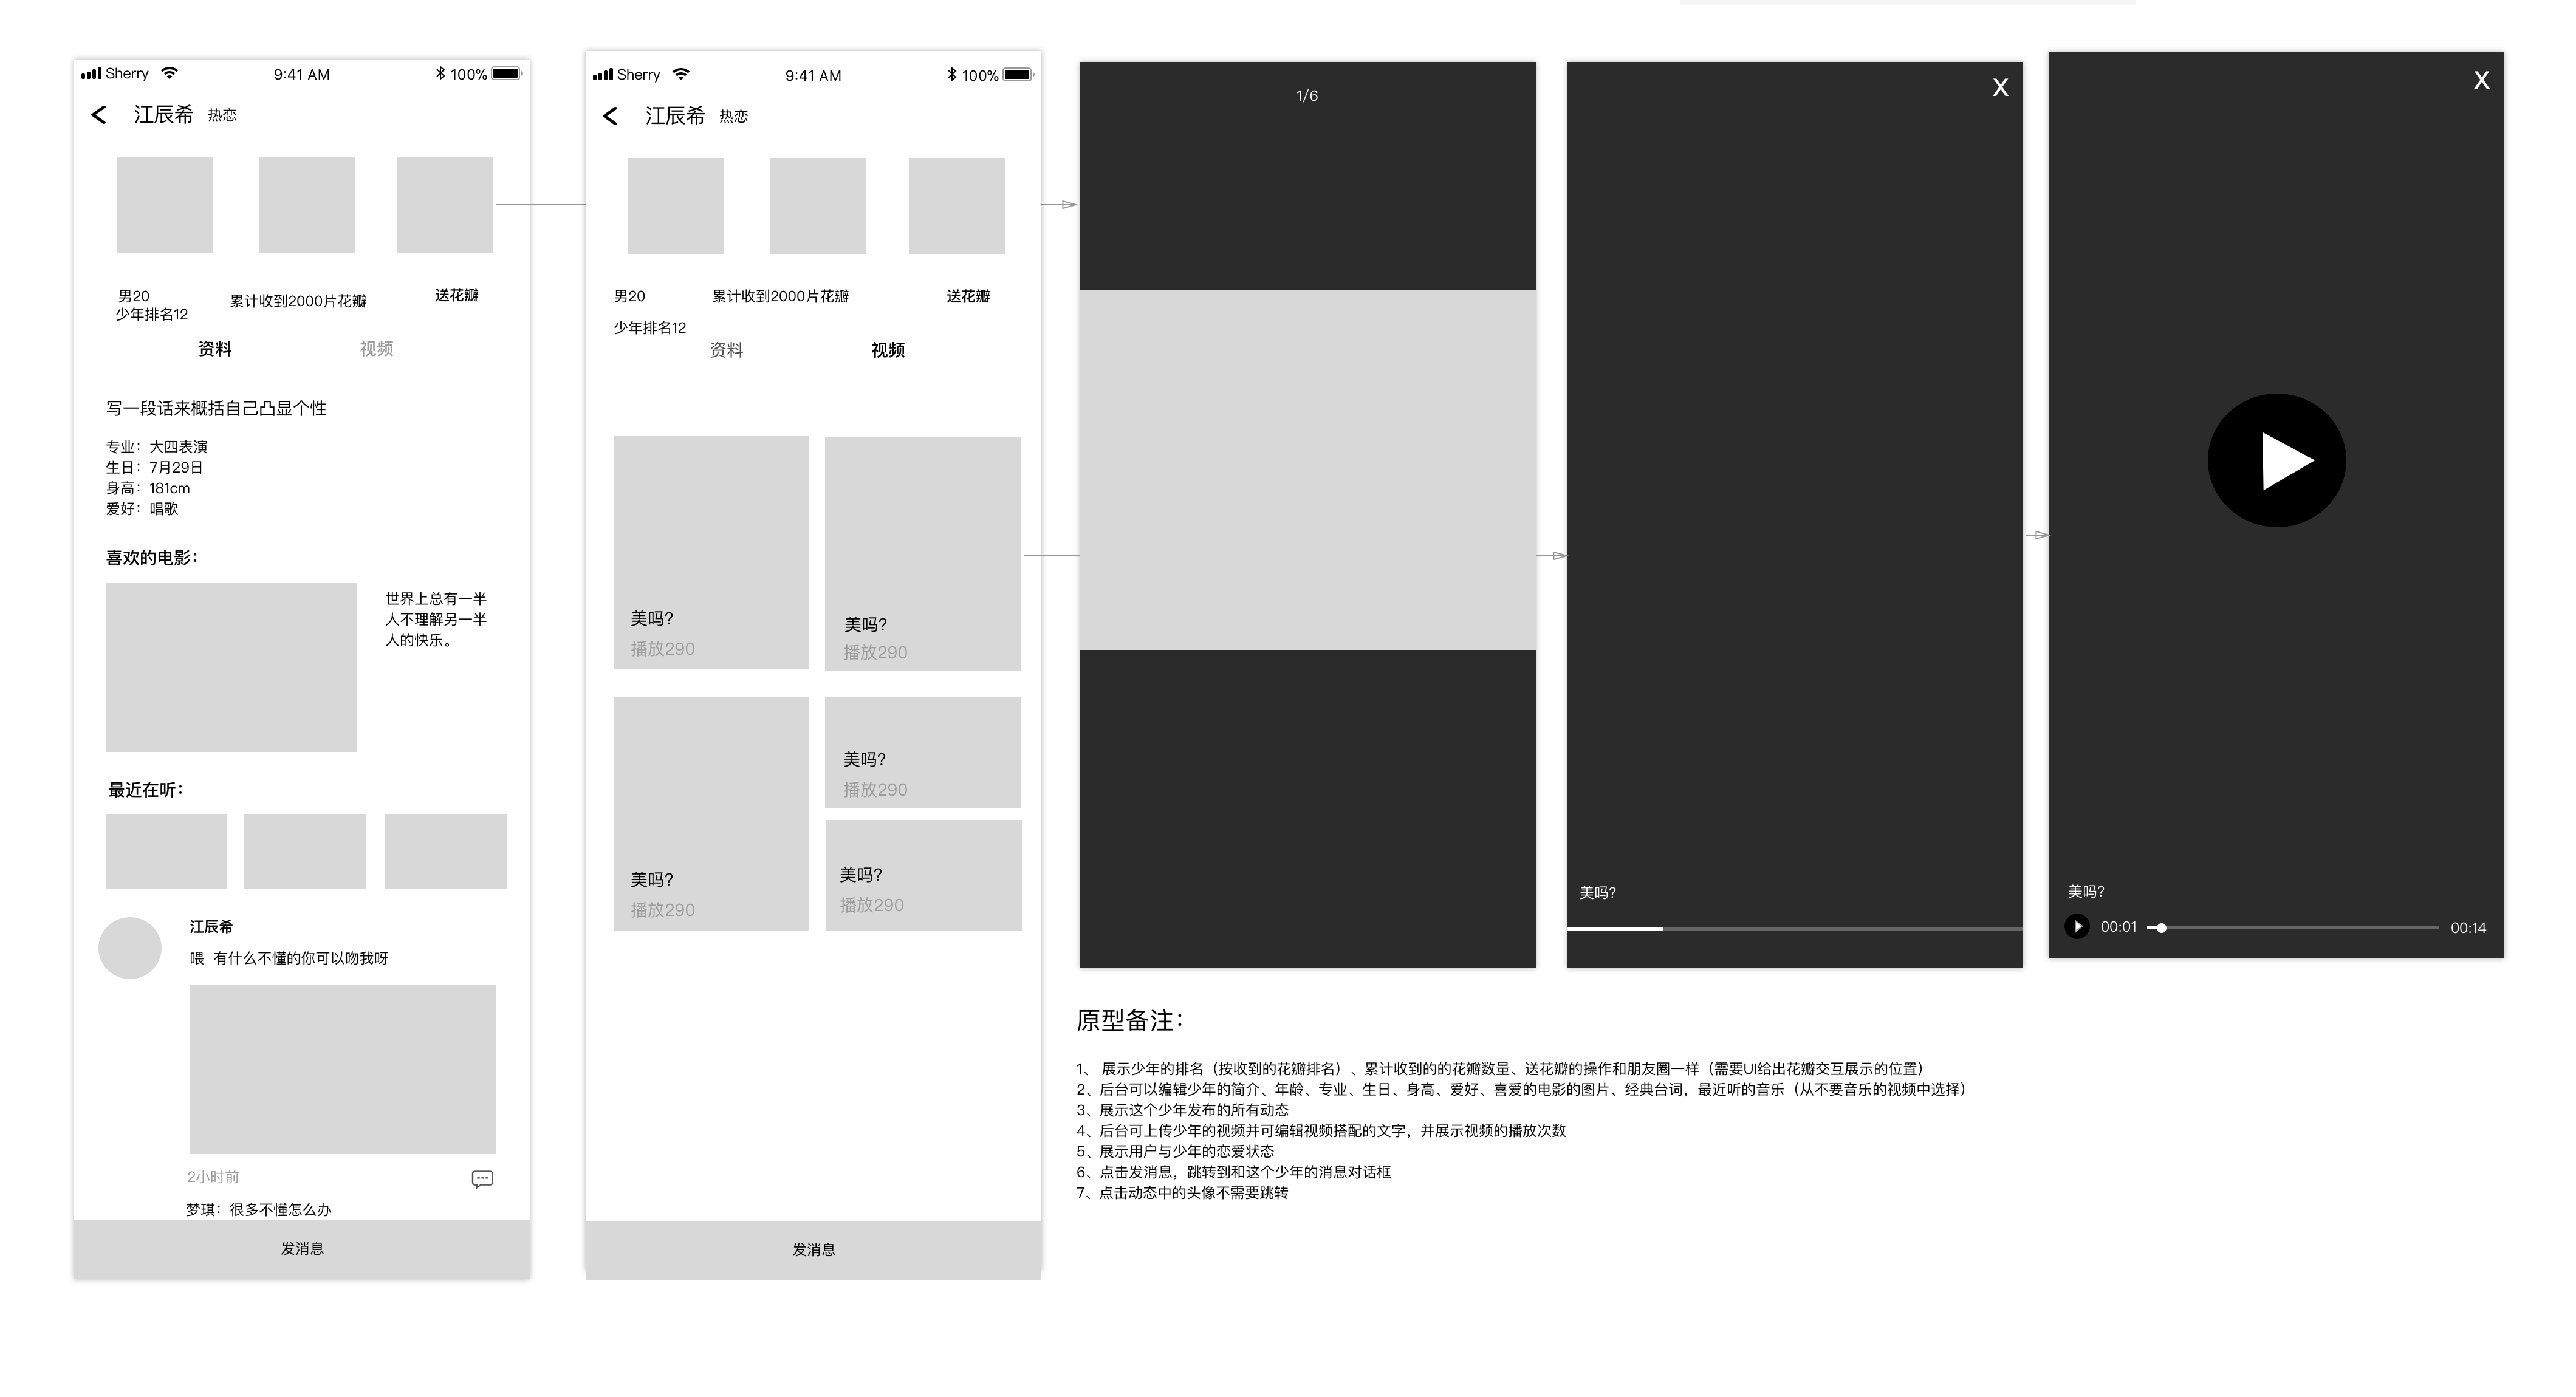 Sherry 9:41 AM 100%
江辰希 热恋
男20
少年排名12
累计收到2000片花瓣
送花瓣
资料 视频
写一段话来概括自己凸显个性
专业：大四表演
生日：7月29日
身高：181cm
爱好：唱歌
喜欢的电影：
世界上总有一半
人不理解另一半
人的快乐。
最近在听：
江辰希
喂 有什么不懂的你可以吻我呀
2小时前
梦琪：很多不懂怎么办
发消息
Sherry 9:41 AM 100%
江辰希 热恋
男20
累计收到2000片花瓣
送花瓣
少年排名12
资料 视频
美吗?
播放290
美吗?
播放290
美吗?
播放290
美吗?
播放290
美吗?
播放290
发消息
1/6
X
美吗?
X
美吗?
00:01 00:14
原型备注：
1、 展示少年的排名（按收到的花瓣排名）、累计收到的的花瓣数量、送花瓣的操作和朋友圈一样（需要UI给出花瓣交互展示的位置）
2、后台可以编辑少年的简介、年龄、专业、生日、身高、爱好、喜爱的电影的图片、经典台词，最近听的音乐（从不要音乐的视频中选择）
3、展示这个少年发布的所有动态
4、后台可上传少年的视频并可编辑视频搭配的文字，并展示视频的播放次数
5、展示用户与少年的恋爱状态
6、点击发消息，跳转到和这个少年的消息对话框
7、点击动态中的头像不需要跳转